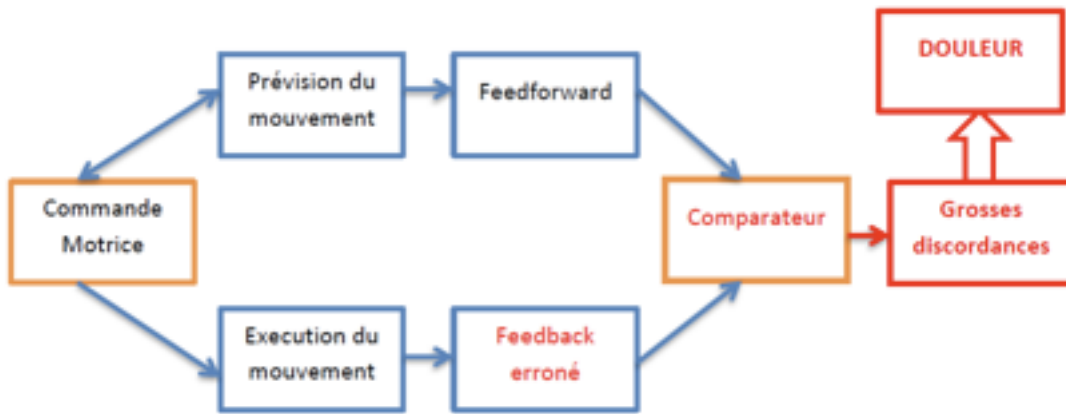 DOULEUR
Prévision du
mouvement
Feedforward
Commande
Motrice
Comparateur
Grosses
discordances
Execution du
mouvement
Feedback
erroné